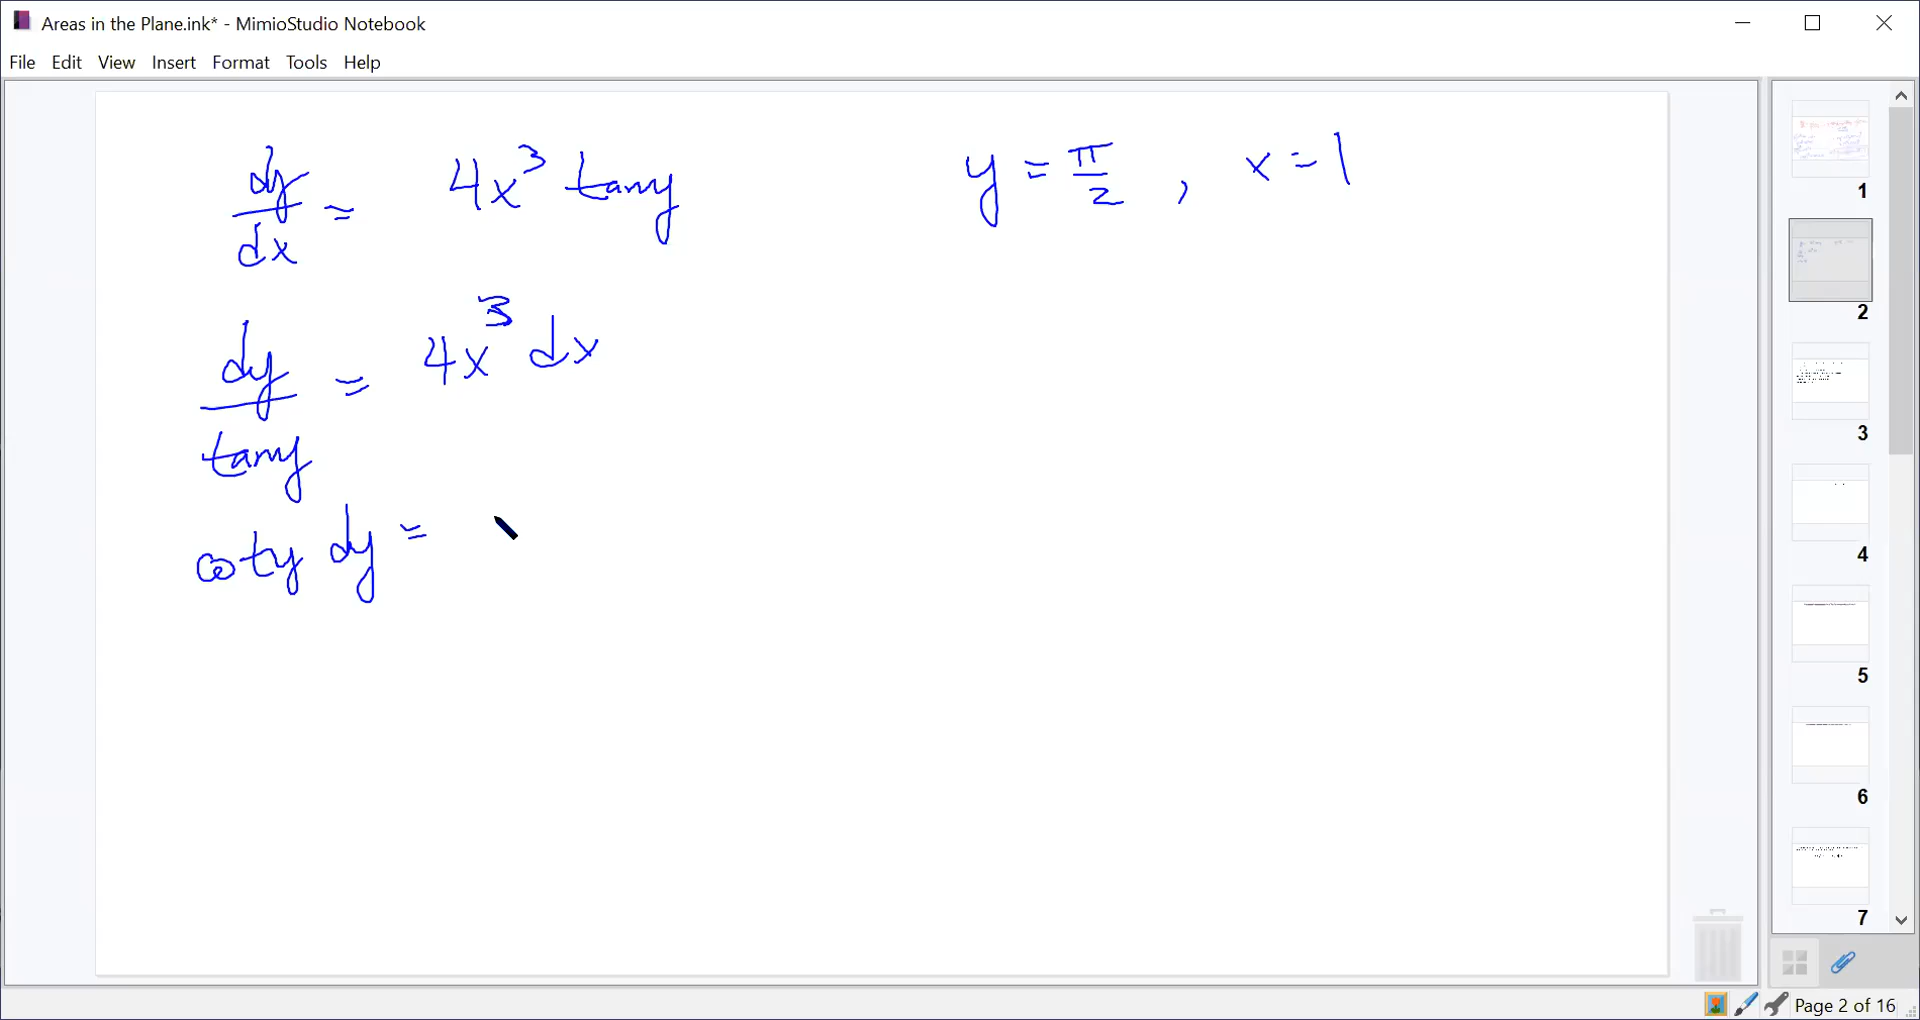 Areas in the Plane.ink* - MimioStudio Notebook
File Edit View Insert Format Tools Help
dy/dx = 4x³ tany
y = π/2 , x = 1
dy/tany = 4x³ dx
coty dy =
1
2
3
4
5
6
7
Page 2 of 16